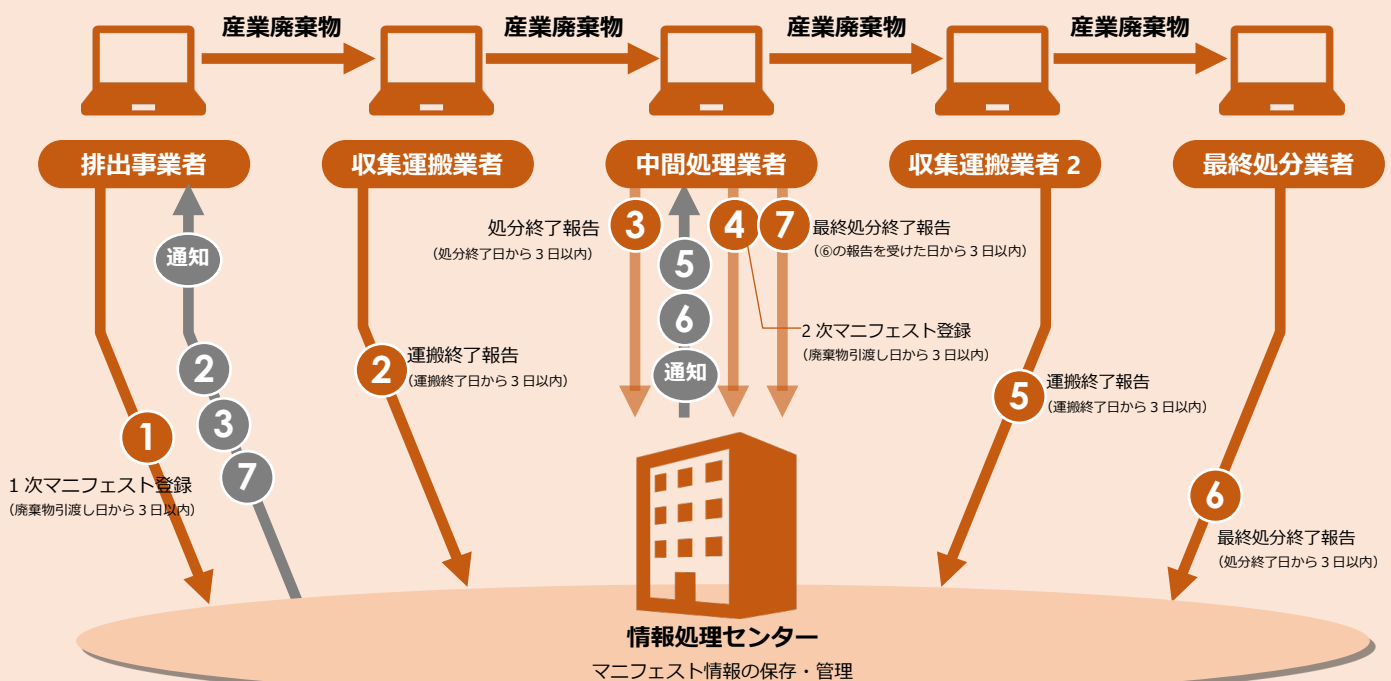 産業廃棄物
産業廃棄物
産業廃棄物
産業廃棄物
排出事業者
収集運搬業者
中間処理業者
収集運搬業者 2
最終処分業者
通知
2
3
7
1
1 次マニフェスト登録
(廃棄物引渡し日から 3 日以内)
2
運搬終了報告
(運搬終了日から 3 日以内)
処分終了報告
(処分終了日から 3 日以内)
3
5
6
通知
4
2 次マニフェスト登録
(廃棄物引渡し日から 3 日以内)
7
最終処分終了報告
(⑥の報告を受けた日から 3 日以内)
5
運搬終了報告
(運搬終了日から 3 日以内)
6
最終処分終了報告
(処分終了日から 3 日以内)
情報処理センター
マニフェスト情報の保存・管理